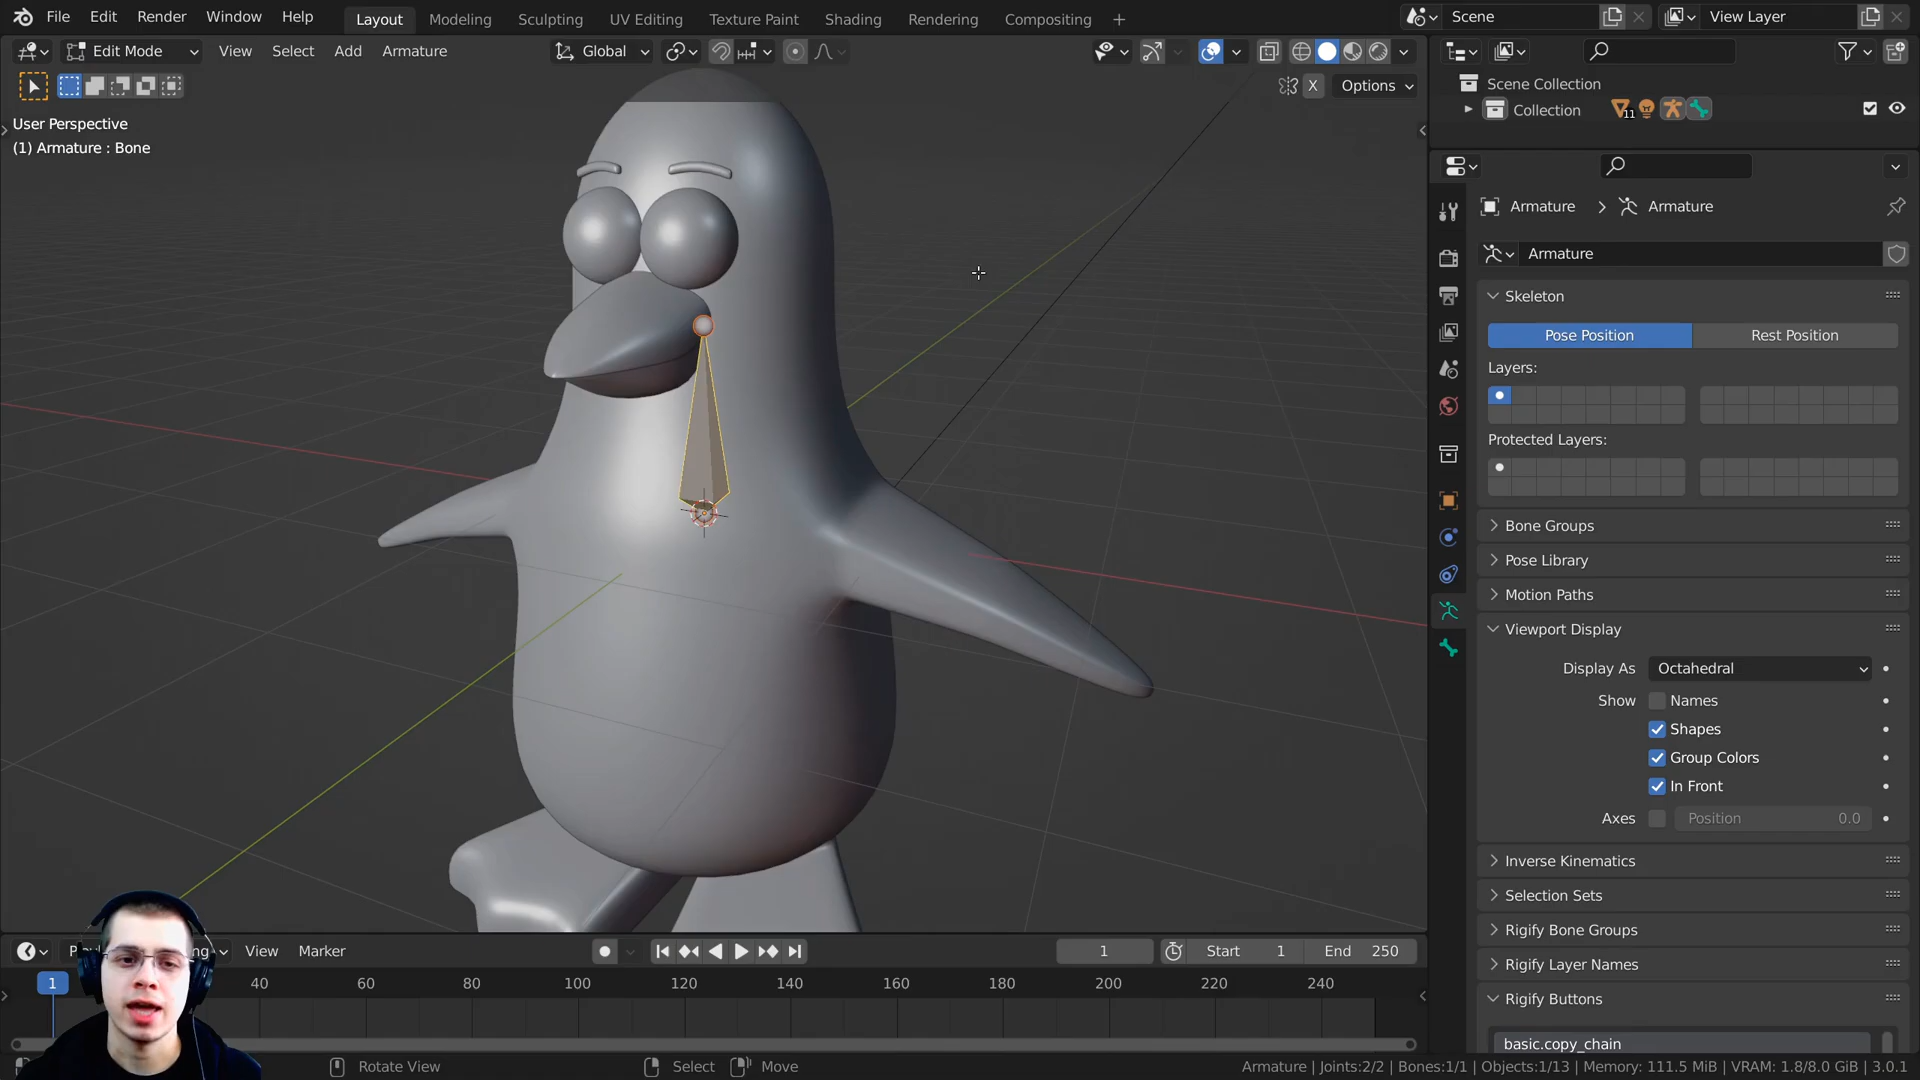 File Edit Render Window Help Layout Modeling Sculpting UV Editing Texture Paint Shading Rendering Compositing + Scene View Layer
Edit Mode View Select Add Armature Global
X Options
User Perspective
(1) Armature : Bone
Scene Collection
Collection 11
Armature > Armature
Armature
Skeleton
Pose Position Rest Position
Layers:
Protected Layers:
Bone Groups
Pose Library
Motion Paths
Viewport Display
Display As Octahedral
Show Names
Shapes
Group Colors
In Front
Axes Position 0.0
Inverse Kinematics
Selection Sets
Rigify Bone Groups
Rigify Layer Names
Rigify Buttons
basic.copy_chain
View Marker 1 Start 1 End 250
1 40 60 80 100 120 140 160 180 200 220 240
Rotate View Select Move Armature | Joints:2/2 | Bones:1/1 | Objects:1/13 | Memory: 111.5 MiB | VRAM: 1.8/8.0 GiB | 3.0.1